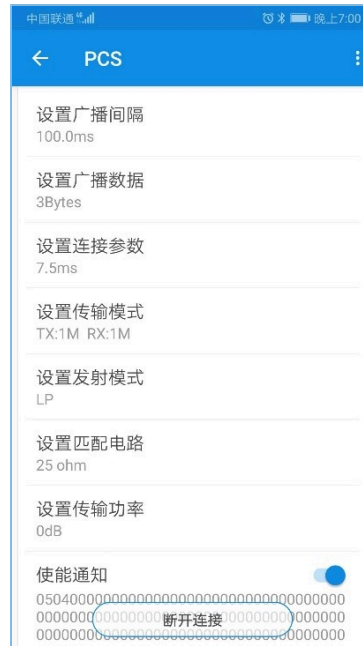 中国联通 晚上7:00
PCS
设置广播间隔
100.0ms
设置广播数据
3Bytes
设置连接参数
7.5ms
设置传输模式
TX:1M RX:1M
设置发射模式
LP
设置匹配电路
25 ohm
设置传输功率
0dB
使能通知
断开连接